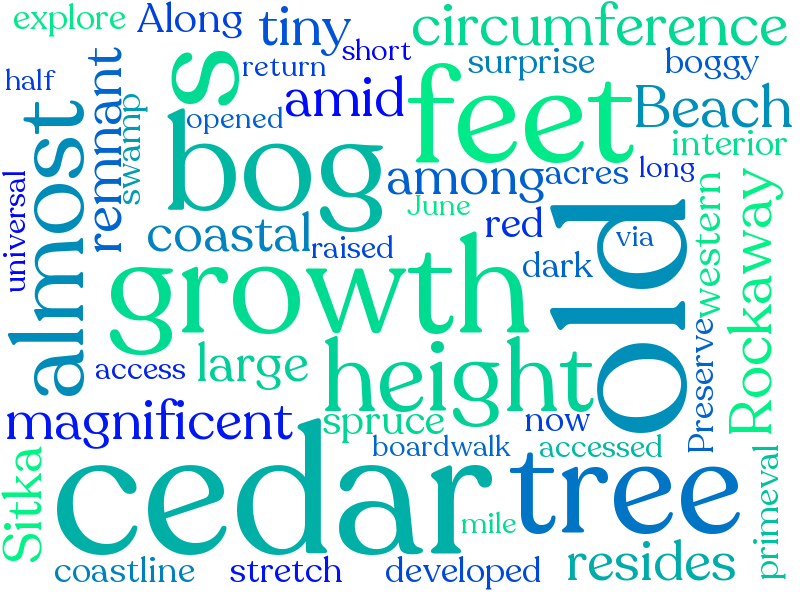 explore
Along
tiny
circumference
short
half
return
surprise
boggy
s
feet
amid
Beach
almost
remnant
swamp
opened
bog
interior
among
acres
long
universal
June
red
old
via
western
Rockaway
coastal
raised
dark
growth
access
large
height
Preserve
magnificent
spruce
now
boardwalk
accessed
Sitka
cedar
tree
mile
primeval
coastline
stretch
developed
resides